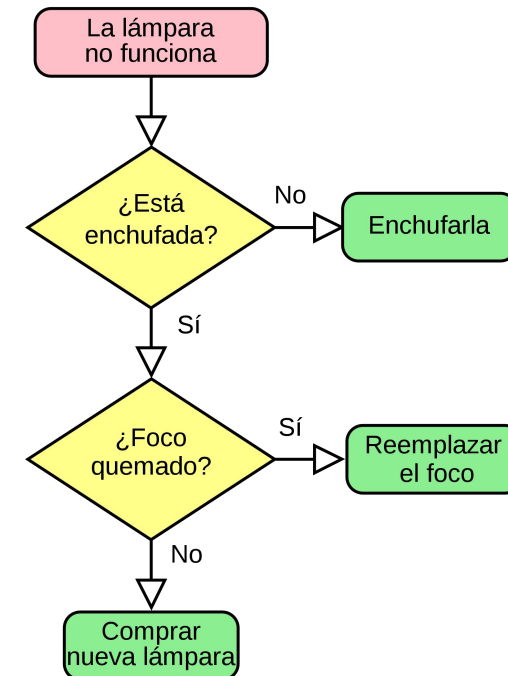 La lámpara
no funciona
¿Está
enchufada?
No
Enchufarla
Sí
¿Foco
quemado?
Sí
Reemplazar
el foco
No
Comprar
nueva lámpara